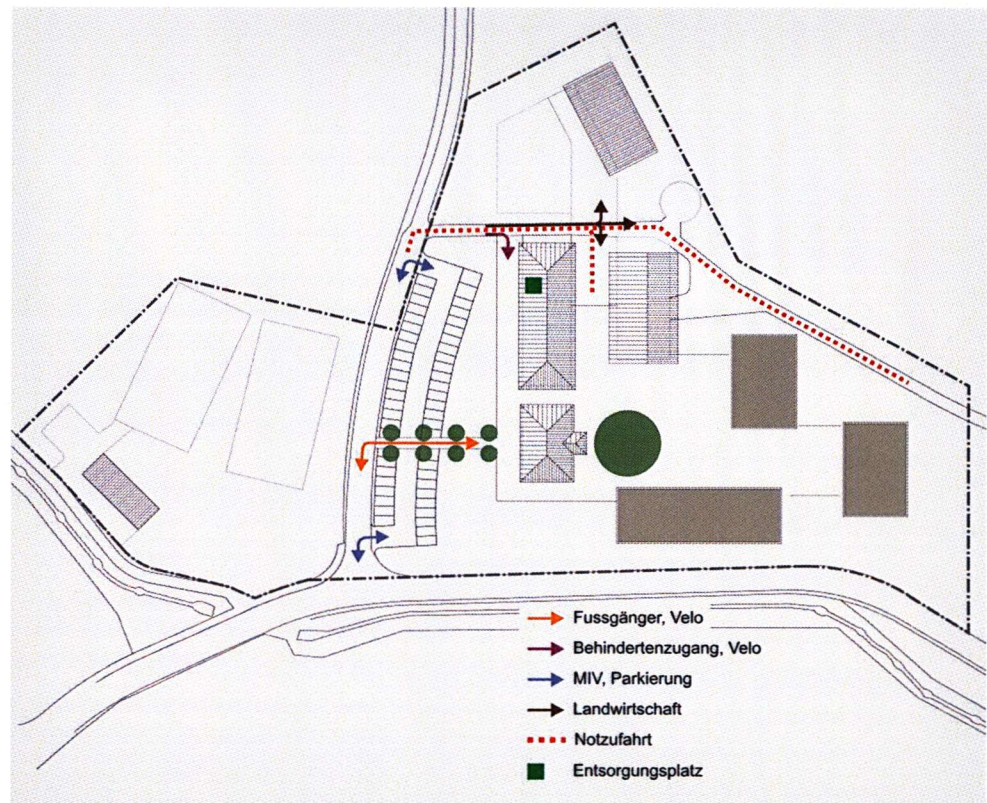 Fussgänger, Velo
Behindertenzugang, Velo
MIV, Parkierung
Landwirtschaft
Notzufahrt
Entsorgungsplatz